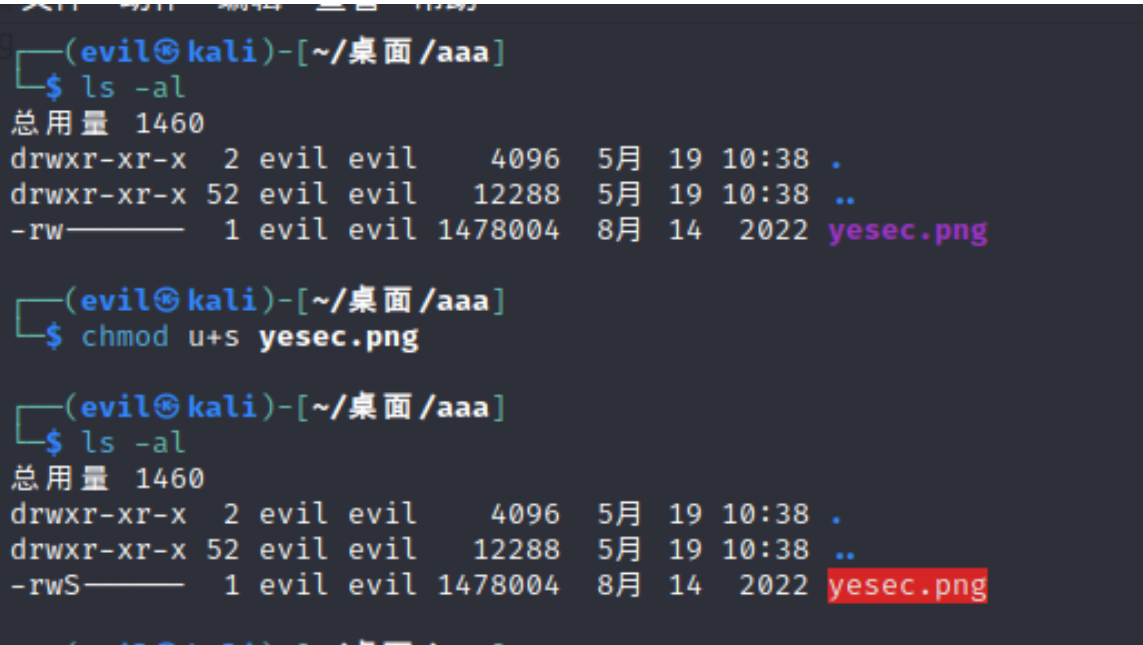 ┌──(evil㉿kali)-[~/桌面/aaa]
└─$ ls -al
总用量 1460
drwxr-xr-x  2 evil evil    4096  5月 19 10:38 .
drwxr-xr-x 52 evil evil   12288  5月 19 10:38 ..
-rw-------  1 evil evil 1478004  8月 14  2022 yesec.png
┌──(evil㉿kali)-[~/桌面/aaa]
└─$ chmod u+s yesec.png
┌──(evil㉿kali)-[~/桌面/aaa]
└─$ ls -al
总用量 1460
drwxr-xr-x  2 evil evil    4096  5月 19 10:38 .
drwxr-xr-x 52 evil evil   12288  5月 19 10:38 ..
-rwS------  1 evil evil 1478004  8月 14  2022 yesec.png